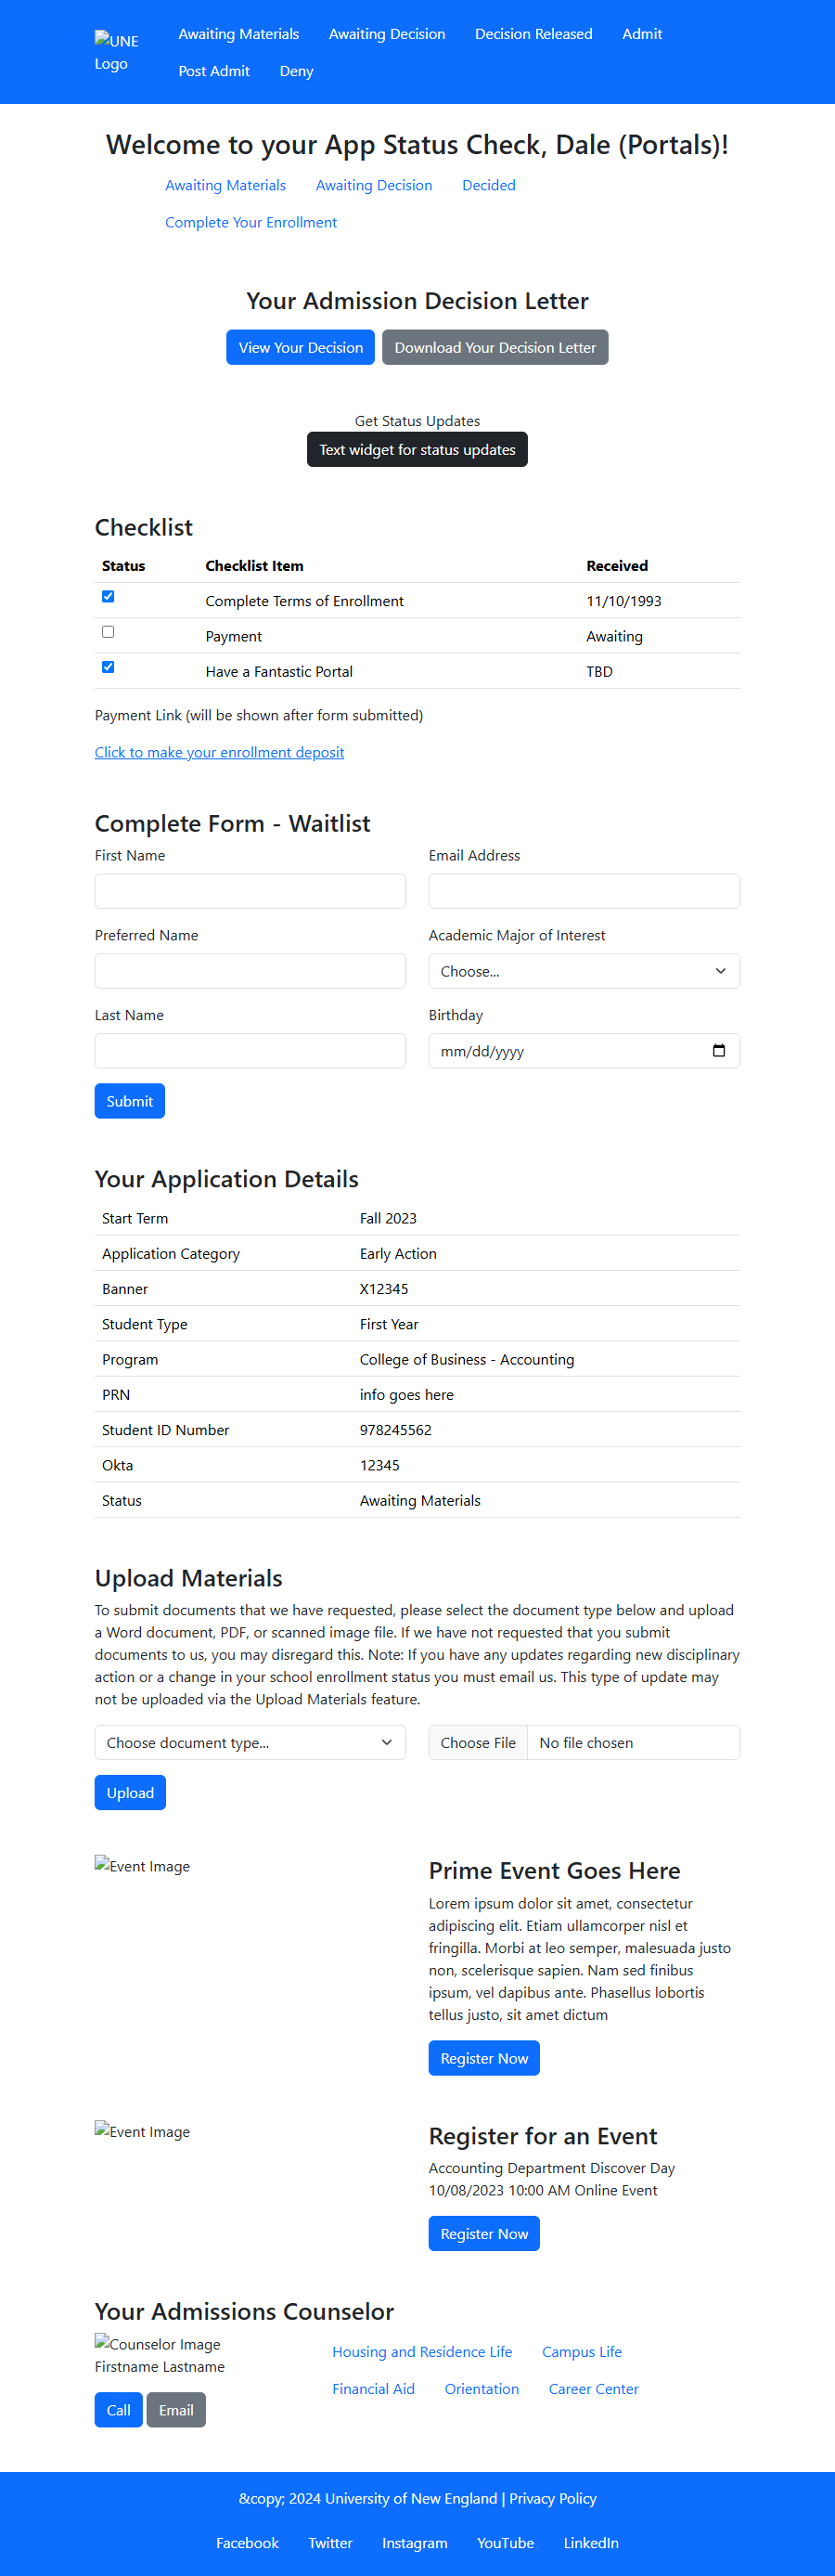 UNE
Logo
Awaiting Materials Awaiting Decision Decision Released Admit
Post Admit Deny
Welcome to your App Status Check, Dale (Portals)!
Awaiting Materials Awaiting Decision Decided
Complete Your Enrollment
Your Admission Decision Letter
View Your Decision Download Your Decision Letter
Get Status Updates
Text widget for status updates
Checklist
Status Checklist Item Received
Complete Terms of Enrollment 11/10/1993
Payment Awaiting
Have a Fantastic Portal TBD
Payment Link (will be shown after form submitted)
Click to make your enrollment deposit
Complete Form - Waitlist
First Name Email Address
Preferred Name Academic Major of Interest
Choose...
Last Name Birthday
mm/dd/yyyy
Submit
Your Application Details
Start Term Fall 2023
Application Category Early Action
Banner X12345
Student Type First Year
Program College of Business - Accounting
PRN info goes here
Student ID Number 978245562
Okta 12345
Status Awaiting Materials
Upload Materials
To submit documents that we have requested, please select the document type below and upload
a Word document, PDF, or scanned image file. If we have not requested that you submit
documents to us, you may disregard this. Note: If you have any updates regarding new disciplinary
action or a change in your school enrollment status you must email us. This type of update may
not be uploaded via the Upload Materials feature.
Choose document type... Choose File No file chosen
Upload
Event Image
Prime Event Goes Here
Lorem ipsum dolor sit amet, consectetur
adipiscing elit. Etiam ullamcorper nisl et
fringilla. Morbi at leo semper, malesuada justo
non, scelerisque sapien. Nam sed finibus
ipsum, vel dapibus ante. Phasellus lobortis
tellus justo, sit amet dictum
Register Now
Event Image
Register for an Event
Accounting Department Discover Day
10/08/2023 10:00 AM Online Event
Register Now
Your Admissions Counselor
Counselor Image
Firstname Lastname
Call Email
Housing and Residence Life Campus Life
Financial Aid Orientation Career Center
&copy; 2024 University of New England | Privacy Policy
Facebook Twitter Instagram YouTube LinkedIn